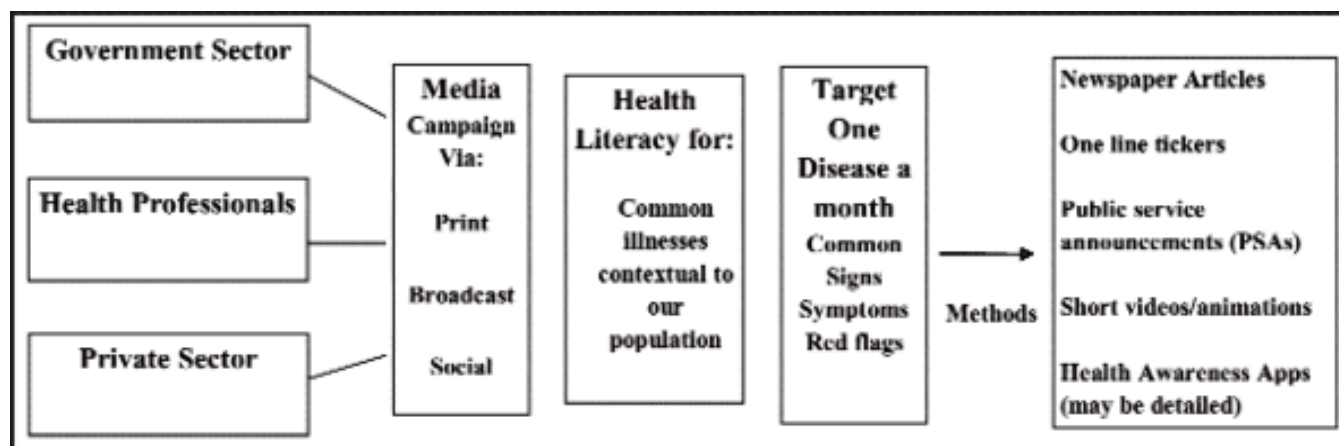 Government Sector
Health Professionals
Private Sector
Media
Campaign
Via:
Print
Broadcast
Social
Health
Literacy for:
Common
illnesses
contextual to
our
population
Target
One
Disease a
month
Common
Signs
Symptoms
Red flags
Methods
Newspaper Articles
One line tickers
Public service
announcements (PSAs)
Short videos/animations
Health Awareness Apps
(may be detailed)